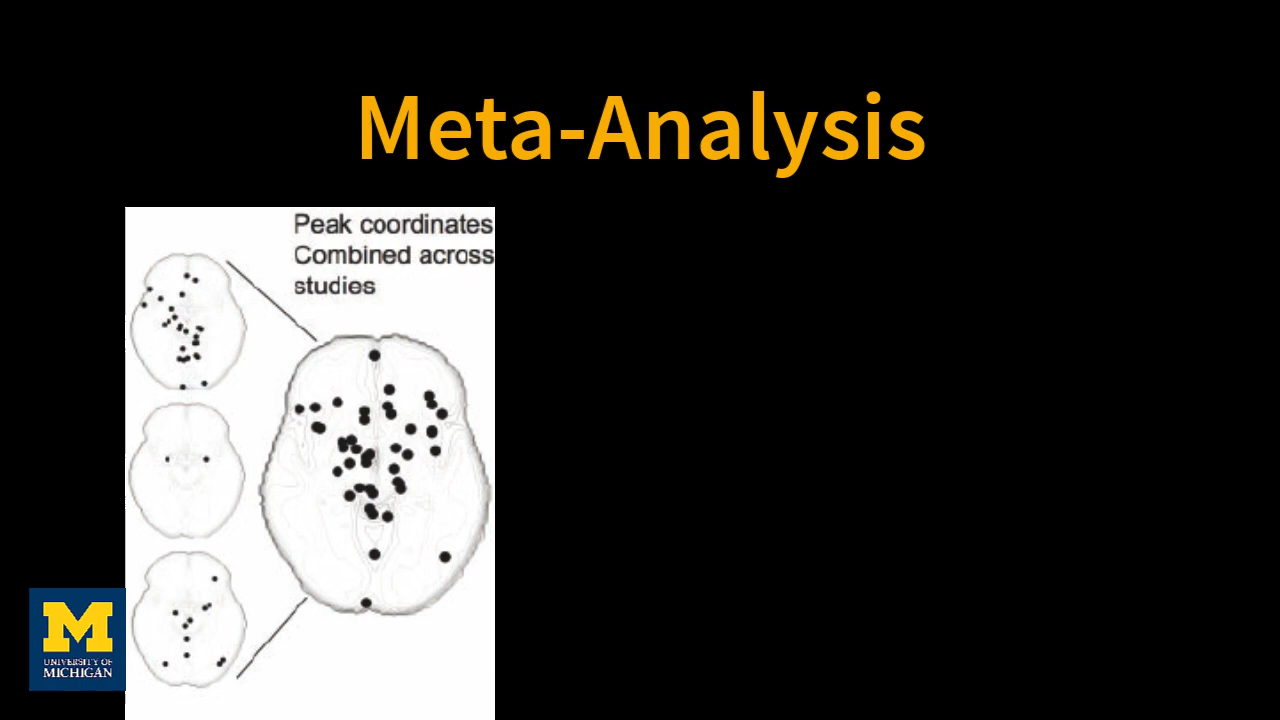 Meta-Analysis
Peak coordinates
Combined across
studies
M
UNIVERSITY OF
MICHIGAN